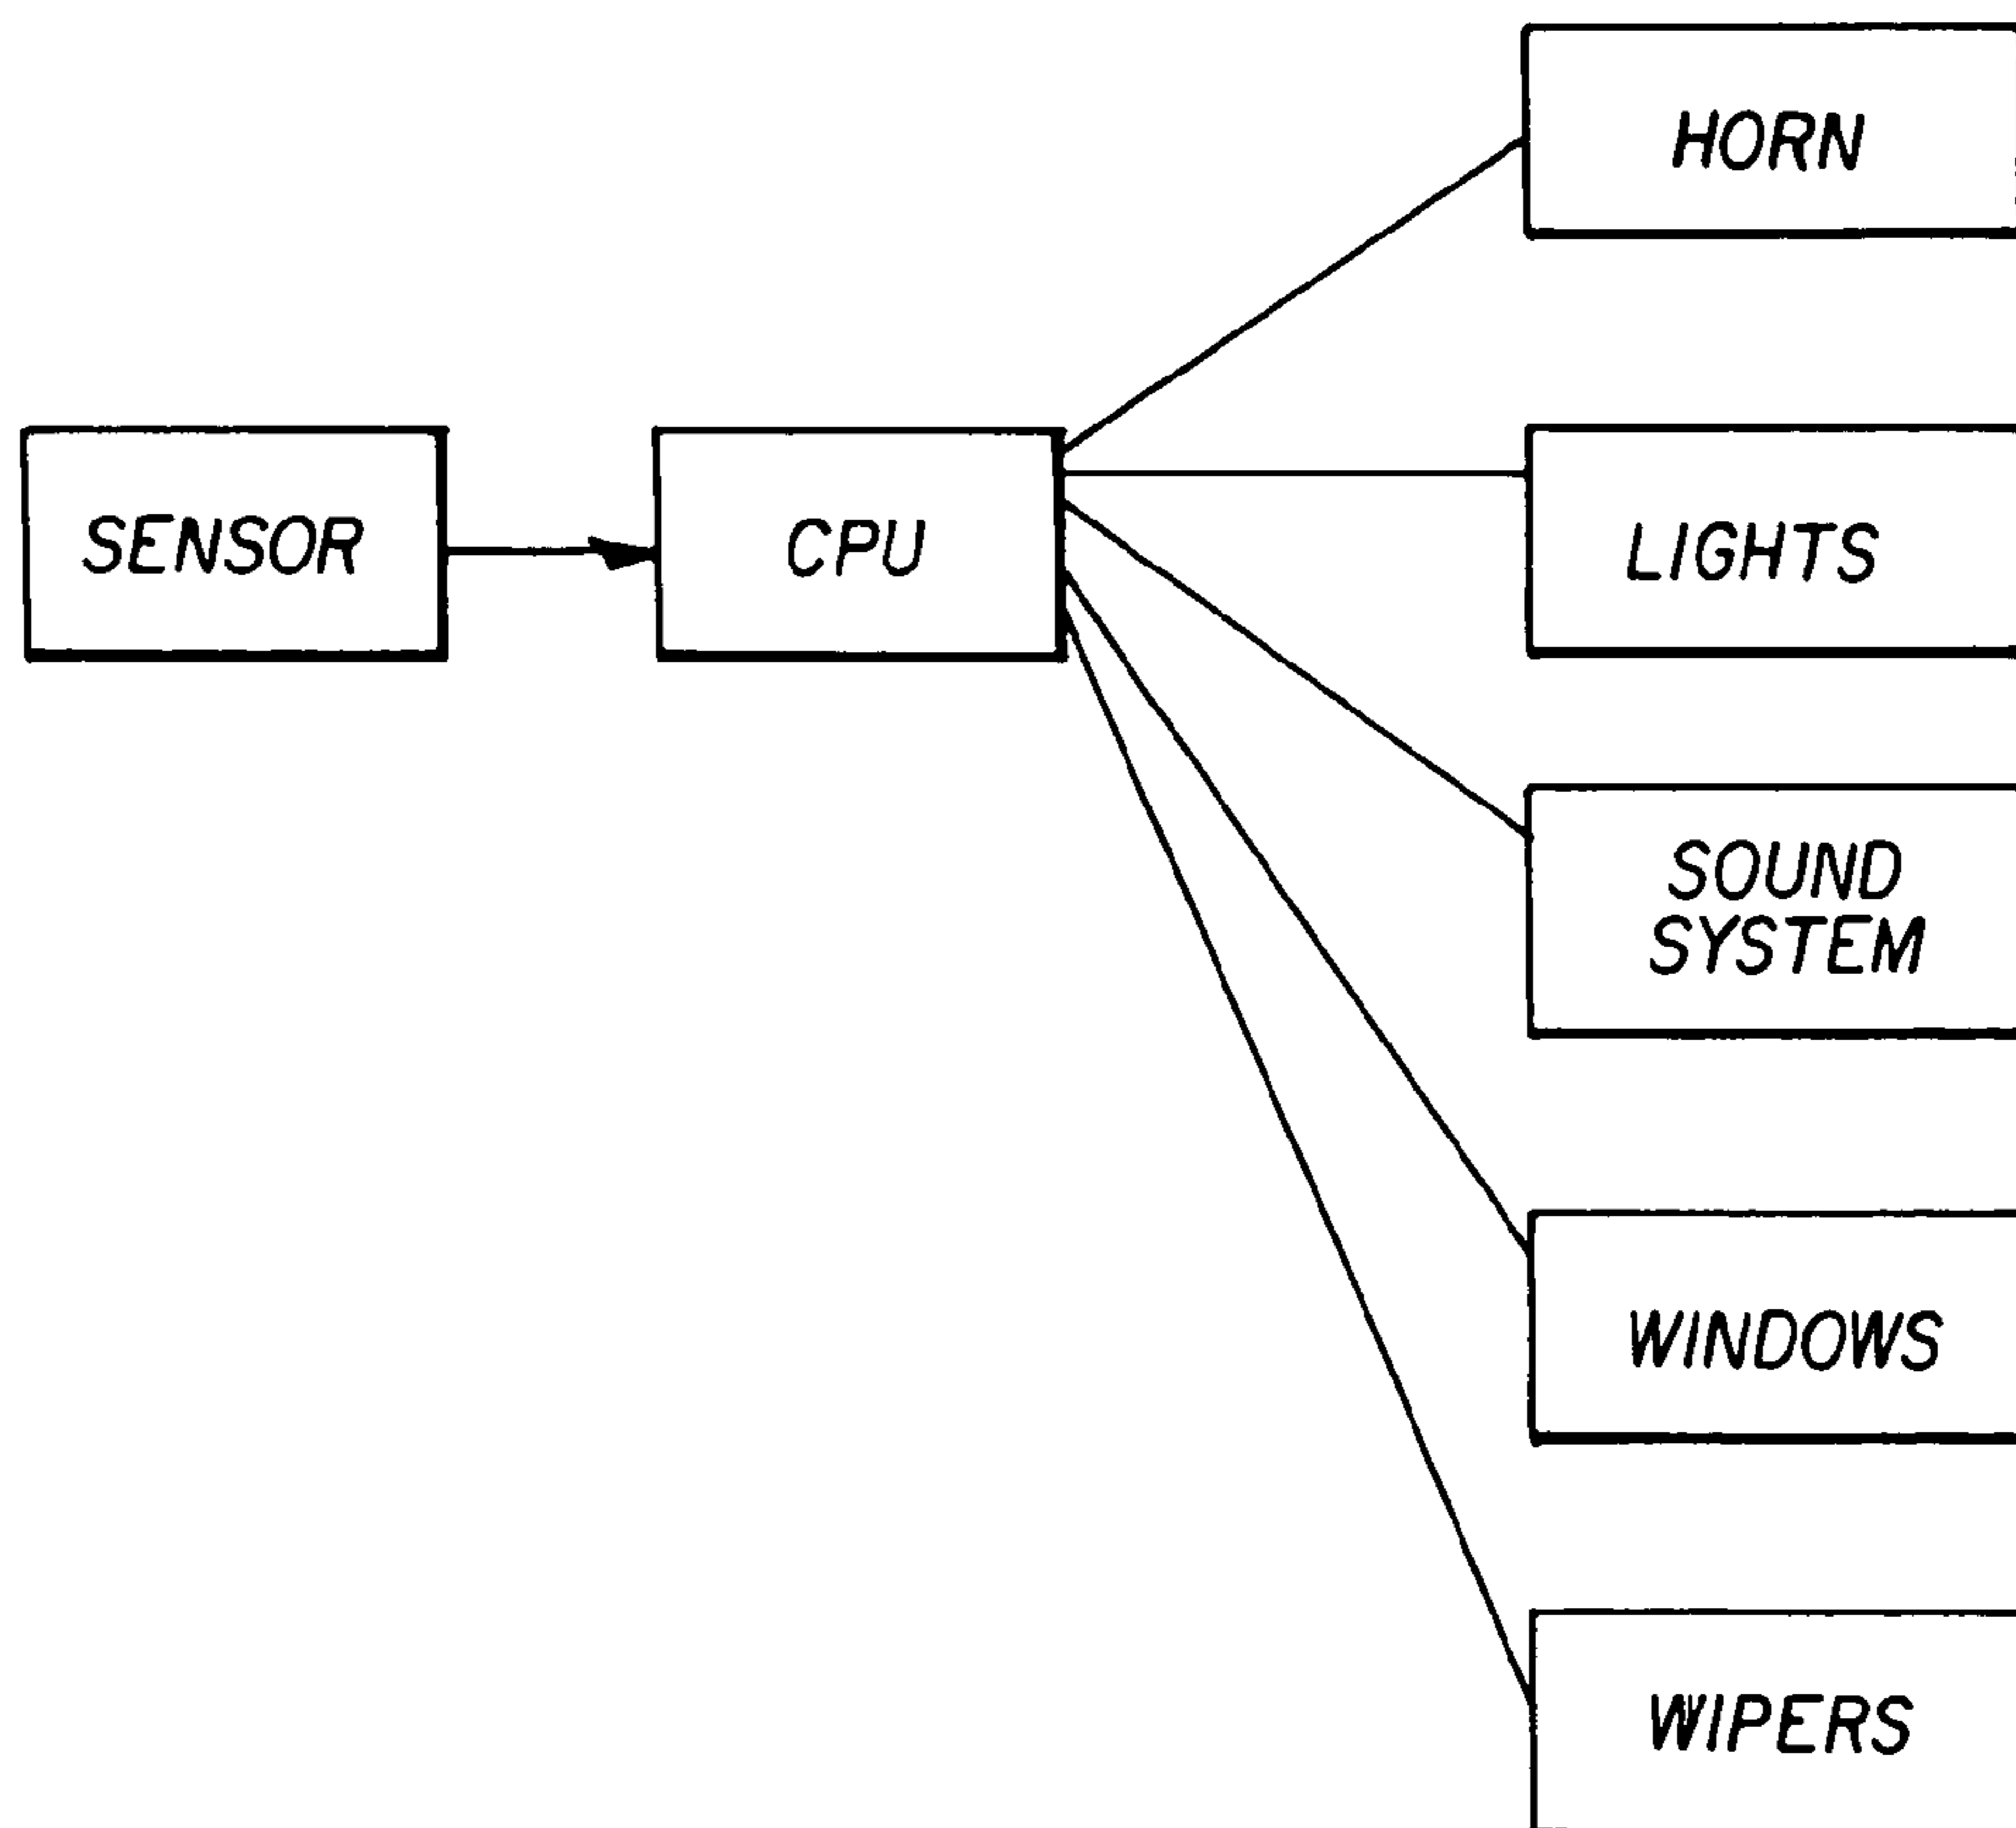 HORN
SENSOR
CPU
LIGHTS
SOUND
SYSTEM
WINDOWS
WIPERS